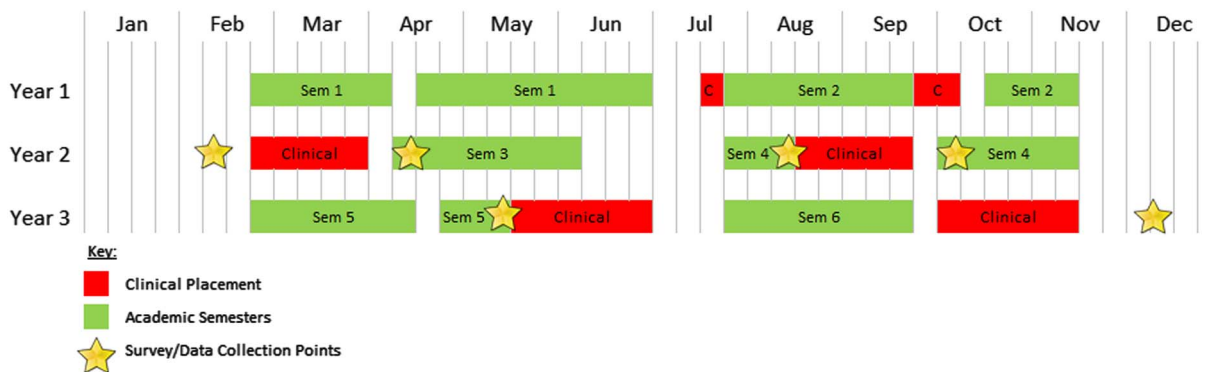 Jan Feb Mar Apr May Jun Jul Aug Sep Oct Nov Dec
Year 1 Sem 1 Sem 1 C Sem 2 C Sem 2
Year 2 Clinical Sem 3 Sem 4 Clinical Sem 4
Year 3 Sem 5 Sem 5 Clinical Sem 6 Clinical
Key:
Clinical Placement
Academic Semesters
Survey/Data Collection Points